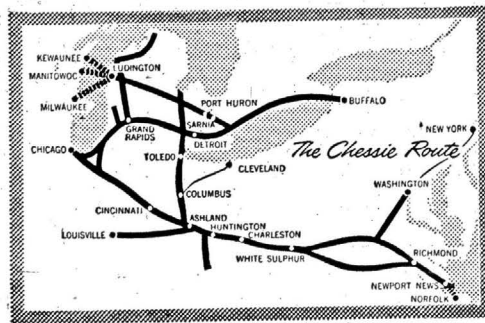 KEWAUNEE
LUDINGTON
MANITOWOC
MILWAUKEE
PORT HURON
BUFFALO
SARNIA
GRAND
RAPIDS
DETROIT
NEW YORK
CHICAGO
TOLEDO
The Chessie Route
CLEVELAND
WASHINGTON
COLUMBUS
CINCINNATI
ASHLAND
LOUISVILLE
HUNTINGTON
CHARLESTON
RICHMOND
WHITE SULPHUR
NEWPORT NEWS
NORFOLK